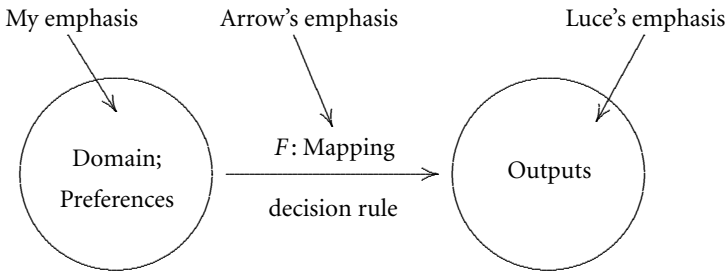 My emphasis
Arrow's emphasis
Luce's emphasis
Domain;
Preferences
F: Mapping
decision rule
Outputs